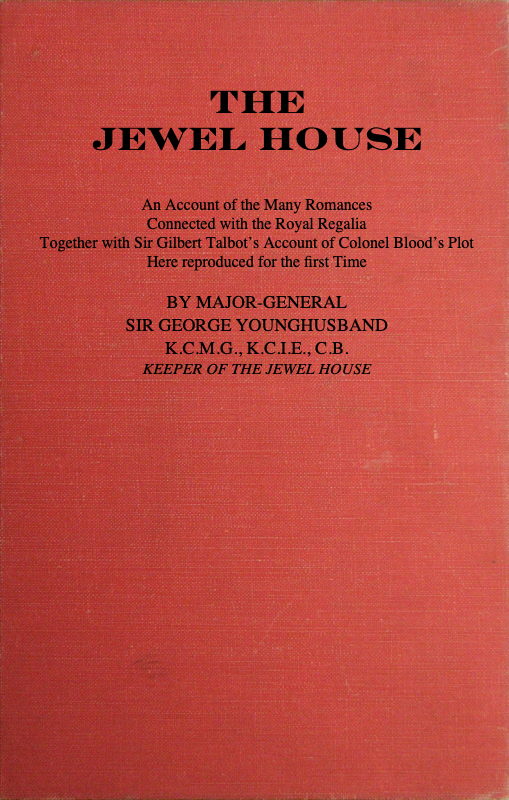 THE
JEWEL HOUSE
An Account of the Many Romances
Connected with the Royal Regalia
Together with Sir Gilbert Talbot’s Account of Colonel Blood’s Plot
Here reproduced for the first Time
BY MAJOR-GENERAL
SIR GEORGE YOUNGHUSBAND
K.C.M.G., K.C.I.E., C.B.
KEEPER OF THE JEWEL HOUSE